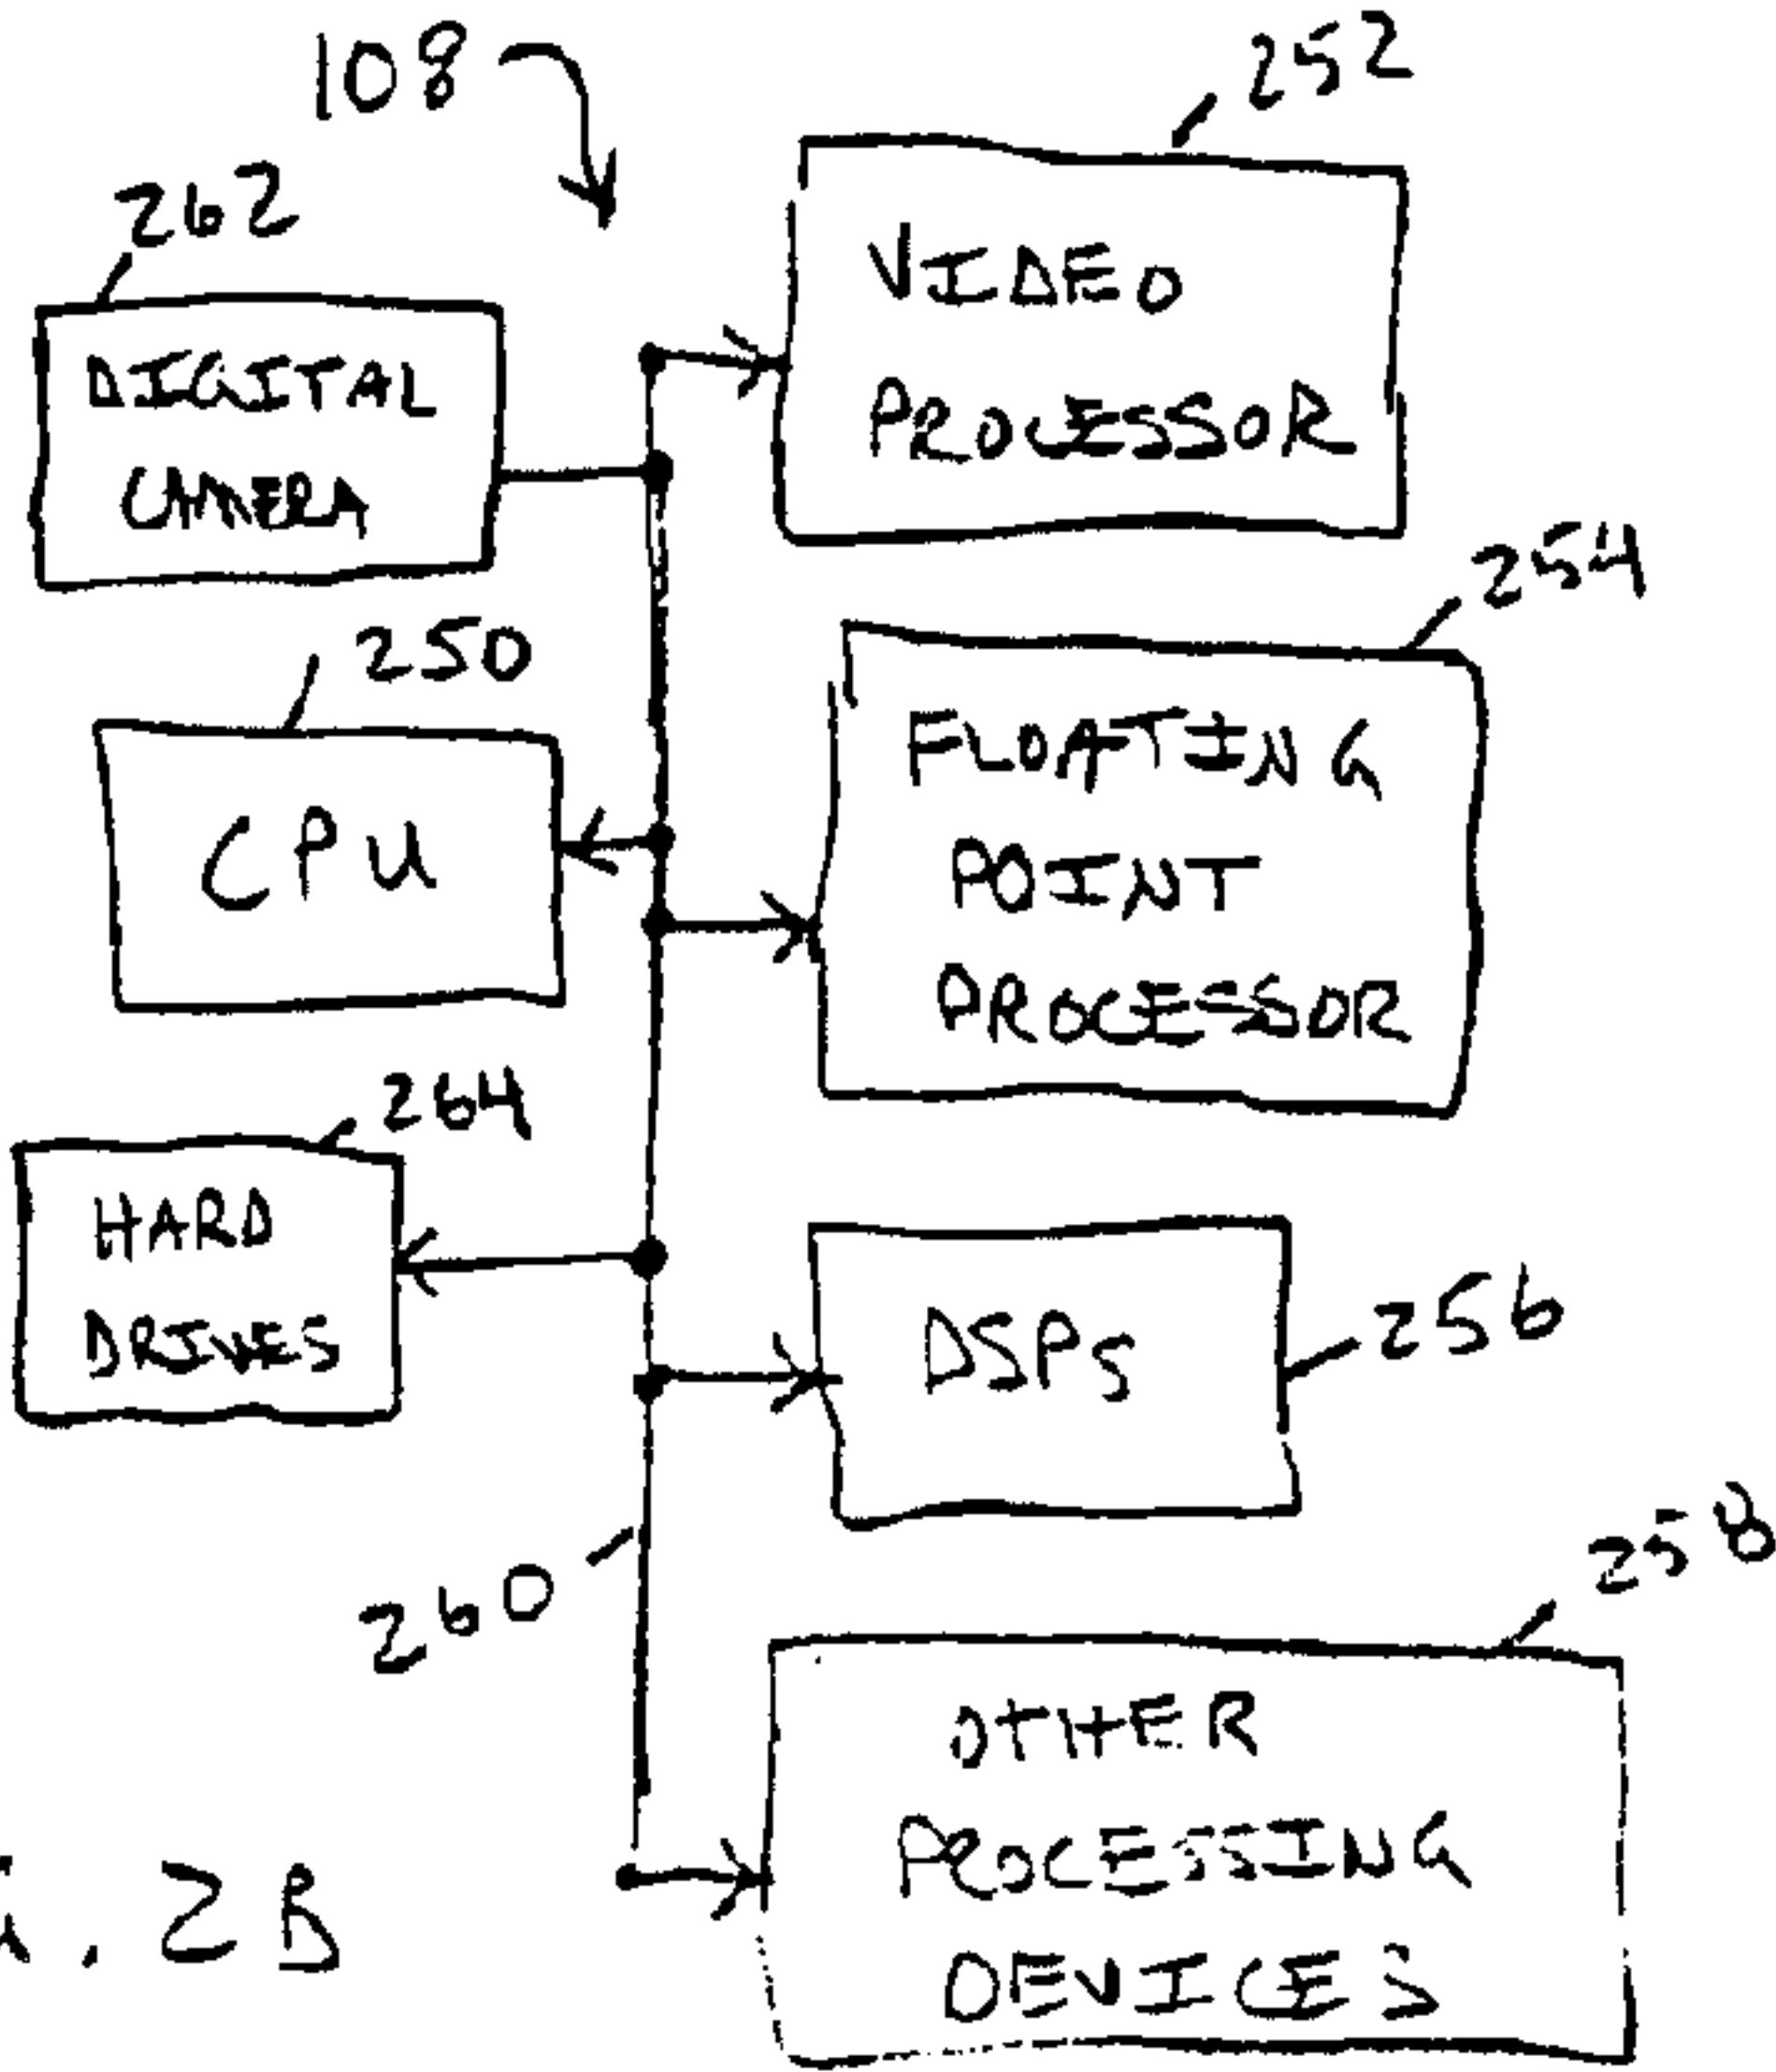 108
252
262
VIDEO
PROCESSOR
DIGITAL
CAMERA
254
250
FLOATING
POINT
PROCESSOR
CPU
264
HARD
DRIVES
DSPS
256
260
258
OTHER
PROCESSING
DEVICES
. 2B